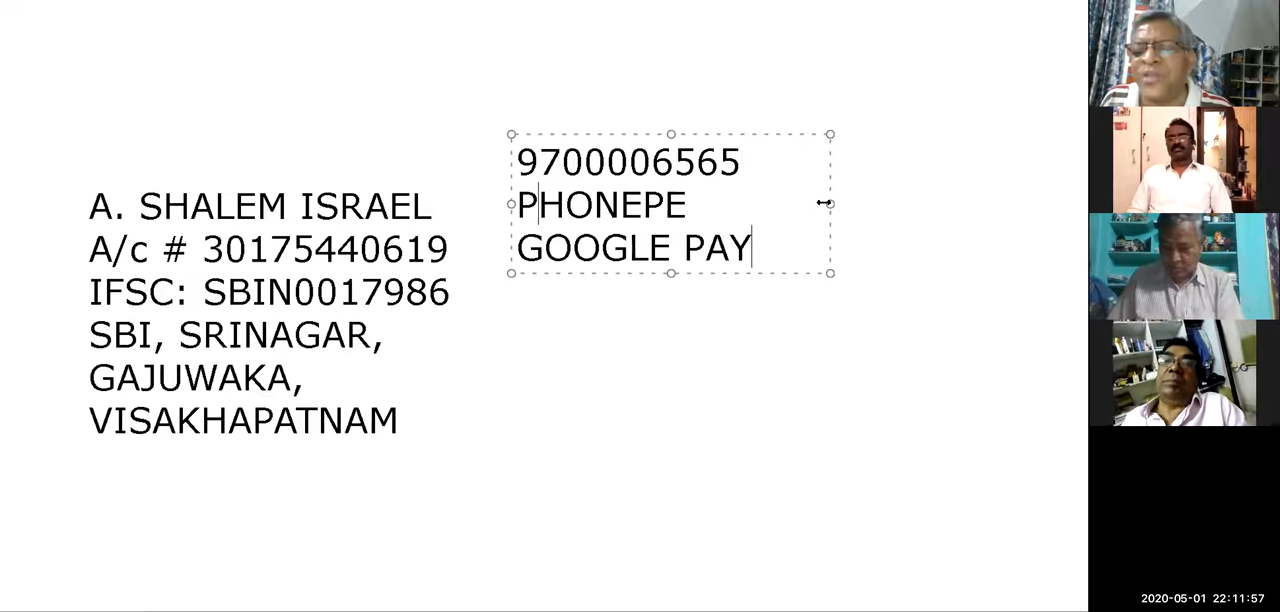 A. SHALEM ISRAEL
A/c # 30175440619
IFSC: SBIN0017986
SBI, SRINAGAR,
GAJUWAKA,
VISAKHAPATNAM
9700006565
PHONEPE
GOOGLE PAY
2020-05-01 22:11:57